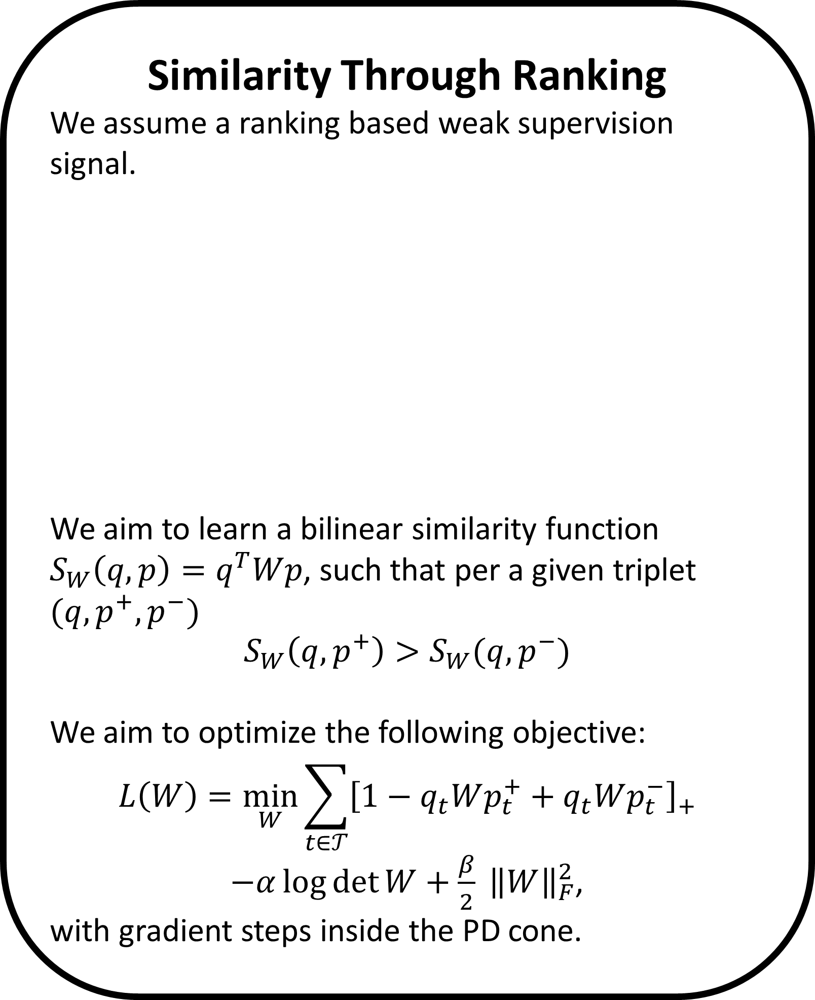 Similarity Through Ranking
We assume a ranking based weak supervision
signal.
We aim to learn a bilinear similarity function
$S_W(q, p) = q^T W p$, such that per a given triplet
$(q, p^+, p^-)$
$S_W(q, p^+) > S_W(q, p^-)$
We aim to optimize the following objective:
$L(W) = \min_W \sum_{t \in \mathcal{T}} [1 - q_t W p_t^+ + q_t W p_t^-]_+$
$-\alpha \log \det W + \frac{\beta}{2} \|W\|_F^2,$
with gradient steps inside the PD cone.